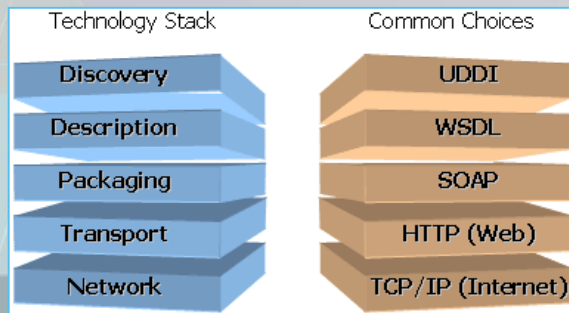 Technology Stack
Common Choices
Discovery
UDDI
Description
WSDL
Packaging
SOAP
Transport
HTTP (Web)
Network
TCP/IP (Internet)